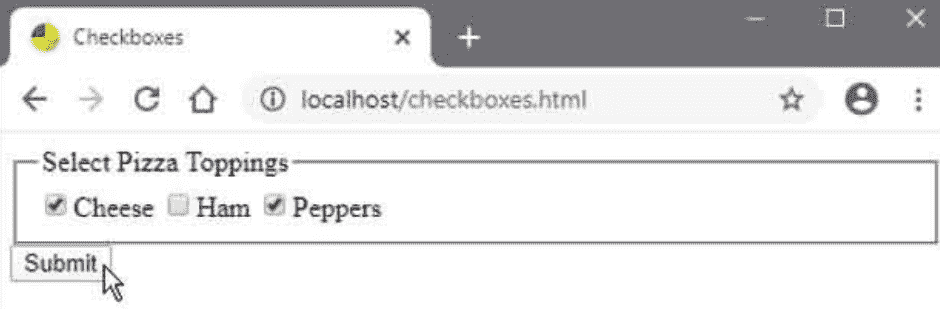 Checkboxes
localhost/checkboxes.html
Select Pizza Toppings
Cheese Ham Peppers
Submit